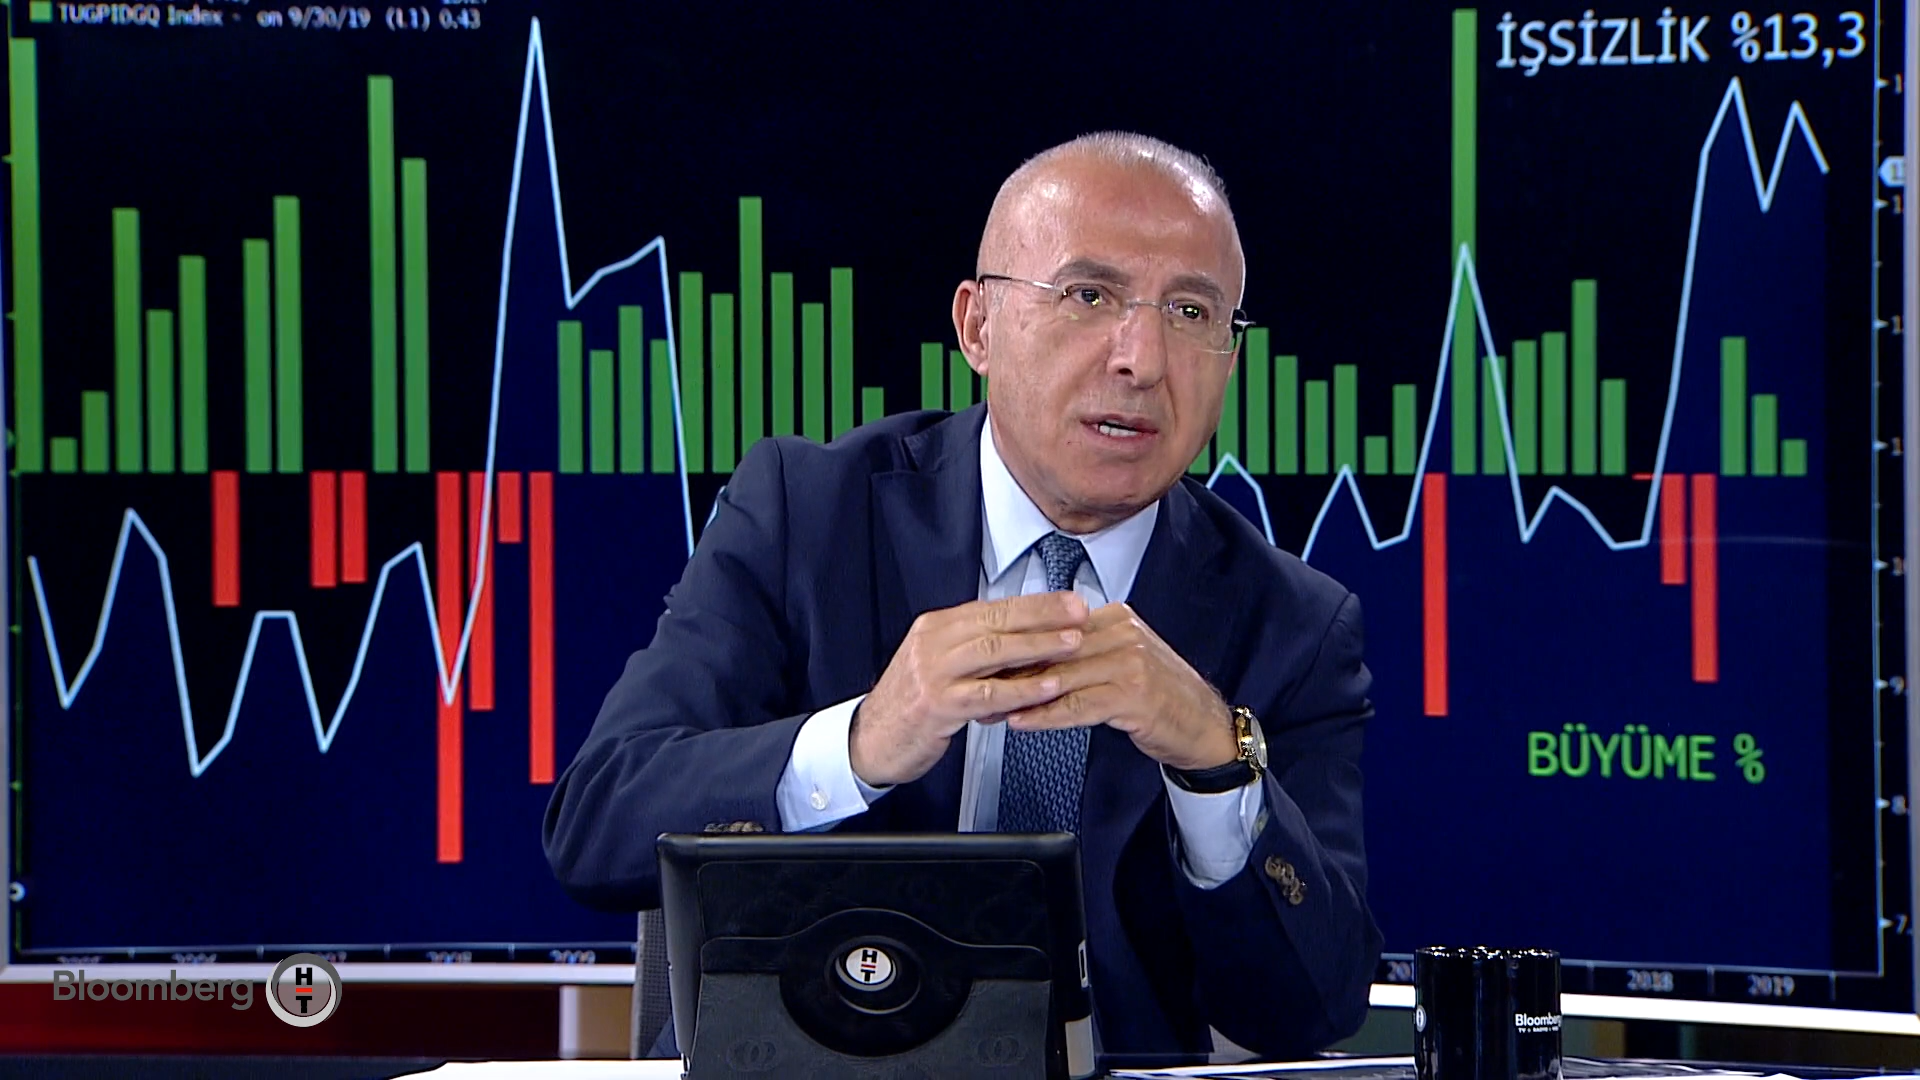 TUGPIDGQ Index - on 9/30/19 (L1) 0.43
İŞSİZLİK %13,3
BÜYÜME %
2008
2009
2018
2019
Bloomberg HT
HT
Bloomberg